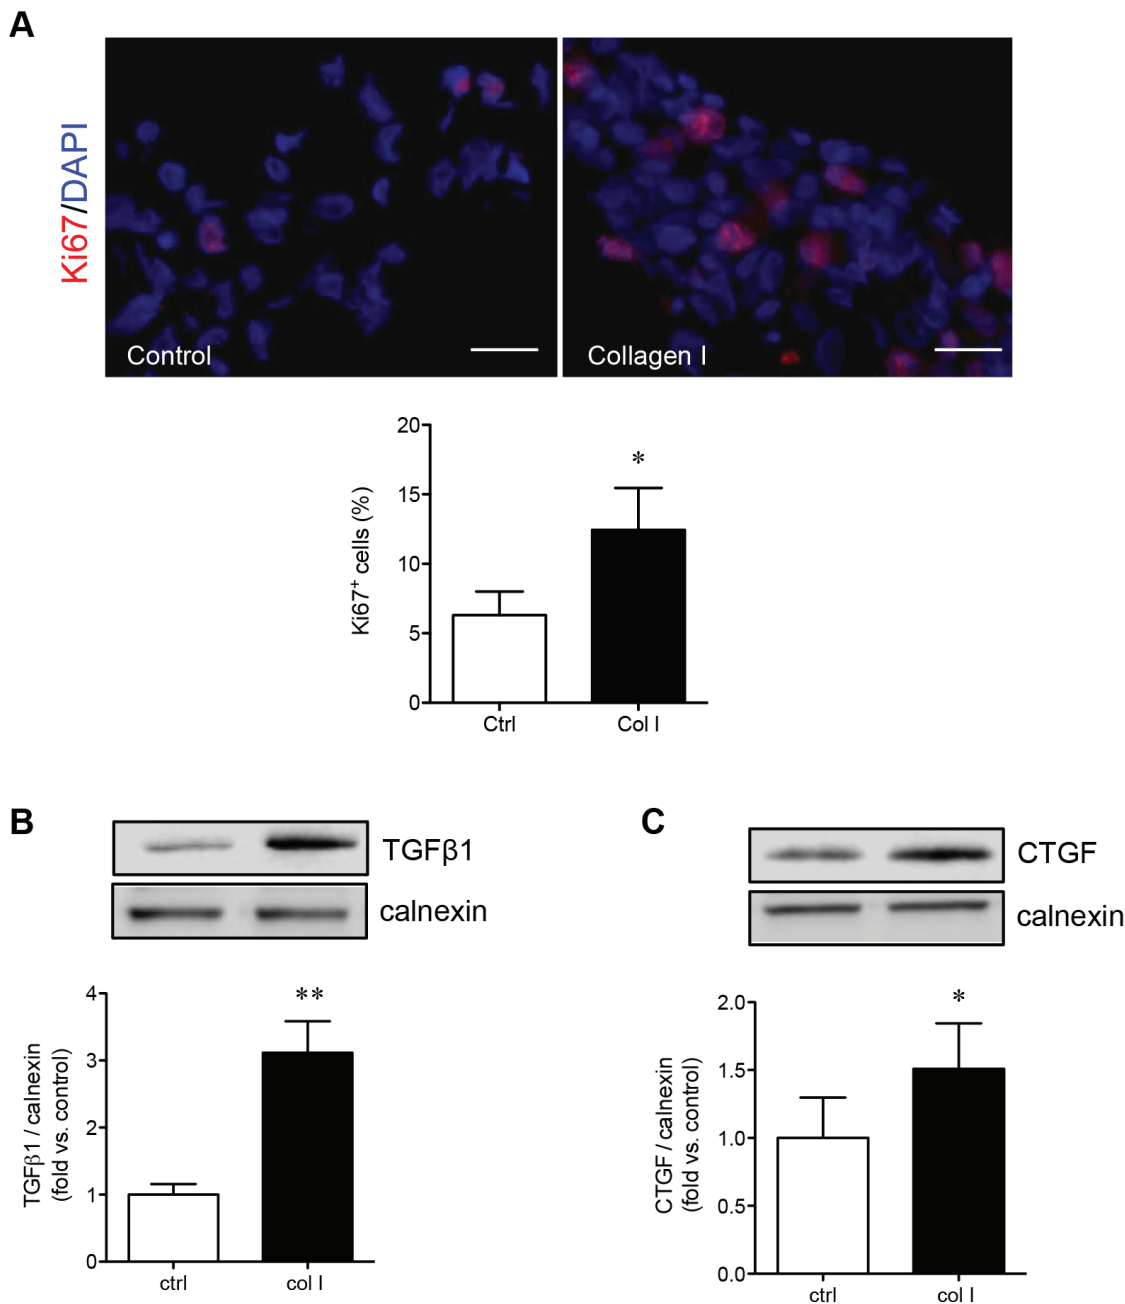 A
Ki67/DAPI
Control
Collagen I
20
15
10
5
0
Ki67+ cells (%)
*
Ctrl
Col I
B
TGFβ1
calnexin
4
3
2
1
0
TGFβ1 / calnexin
(fold vs. control)
**
ctrl
col I
C
CTGF
calnexin
2.0
1.5
1.0
0.5
0.0
CTGF / calnexin
(fold vs. control)
*
ctrl
col I